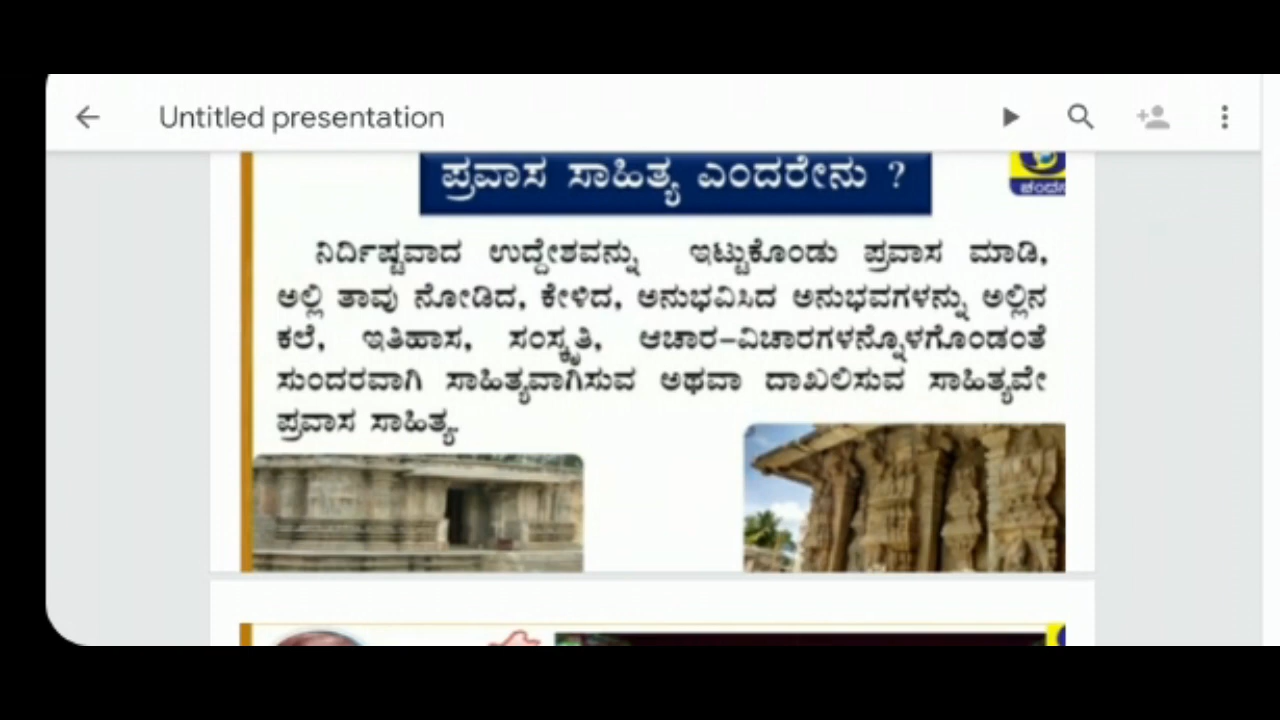 Untitled presentation
ಪ್ರವಾಸ ಸಾಹಿತ್ಯ ಎಂದರೇನು ?
ನಿರ್ದಿಷ್ಟವಾದ ಉದ್ದೇಶವನ್ನು ಇಟ್ಟುಕೊಂಡು ಪ್ರವಾಸ ಮಾಡಿ,
ಅಲ್ಲಿ ತಾವು ನೋಡಿದ, ಕೇಳಿದ, ಅನುಭವಿಸಿದ ಅನುಭವಗಳನ್ನು ಅಲ್ಲಿನ
ಕಲೆ, ಇತಿಹಾಸ, ಸಂಸ್ಕೃತಿ, ಆಚಾರ-ವಿಚಾರಗಳನ್ನೊಳಗೊಂಡಂತೆ
ಸುಂದರವಾಗಿ ಸಾಹಿತ್ಯವಾಗಿಸುವ ಅಥವಾ ದಾಖಲಿಸುವ ಸಾಹಿತ್ಯವೇ
ಪ್ರವಾಸ ಸಾಹಿತ್ಯ.